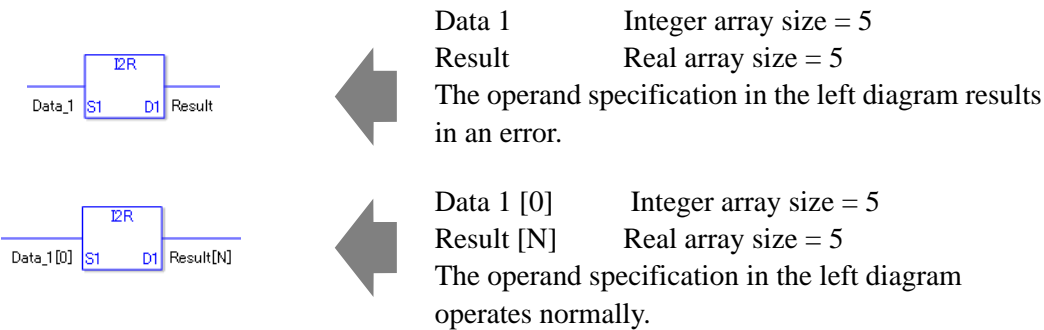 I2R
Data_1 S1 D1 Result
Data 1 Integer array size = 5
Result Real array size = 5
The operand specification in the left diagram results
in an error.
I2R
Data_1[0] S1 D1 Result[N]
Data 1 [0] Integer array size = 5
Result [N] Real array size = 5
The operand specification in the left diagram
operates normally.